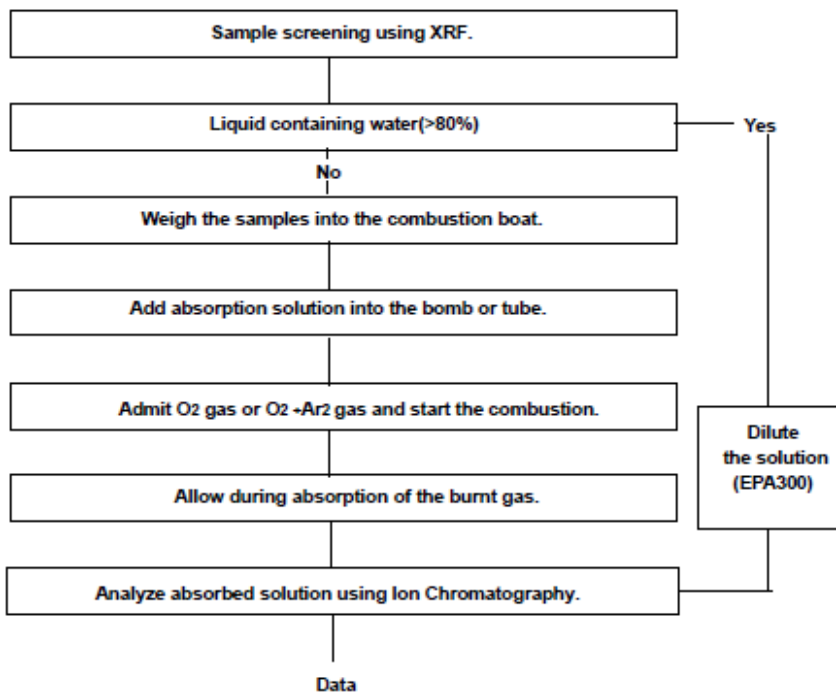 Sample screening using XRF.
Liquid containing water(>80%)
Yes
No
Weigh the samples into the combustion boat.
Add absorption solution into the bomb or tube.
Admit O2 gas or O2 +Ar2 gas and start the combustion.
Dilute
the solution
(EPA300)
Allow during absorption of the burnt gas.
Analyze absorbed solution using Ion Chromatography.
Data